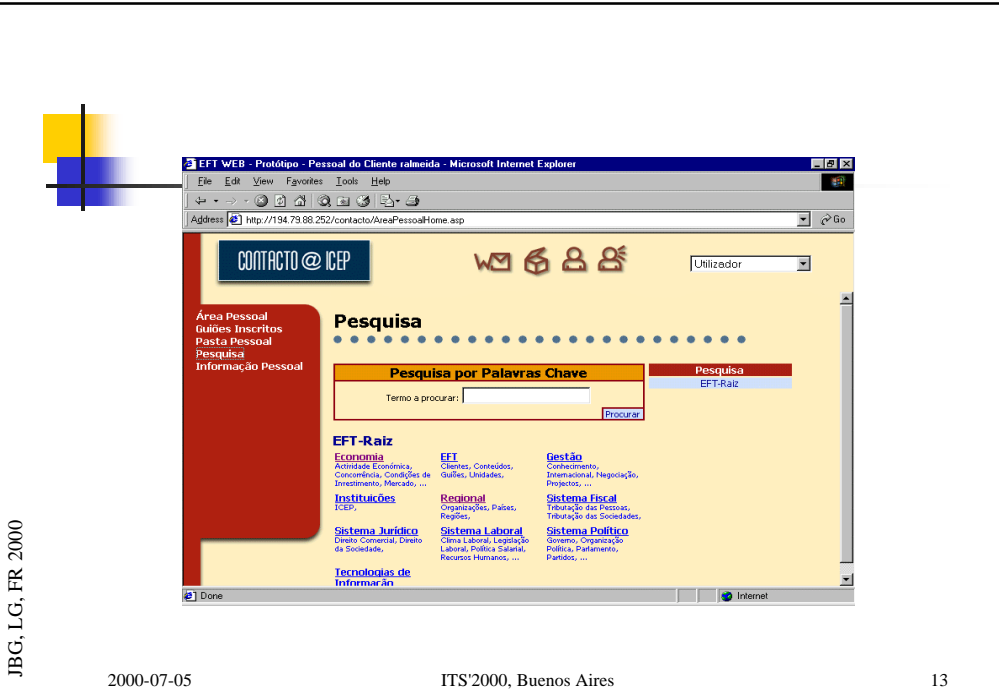 EFT WEB - Protótipo - Pessoal do Cliente ralmeida - Microsoft Internet Explorer
File Edit View Favorites Tools Help
Address http://194.79.88.252/contacto/AreaPessoalHome.asp Go
CONTACTO @ ICEP
Utilizador
Área Pessoal
Guiões Inscritos
Pasta Pessoal
Pesquisa
Informação Pessoal
Pesquisa
Pesquisa por Palavras Chave
Termo a procurar:
Procurar
Pesquisa
EFT-Raiz
EFT-Raiz
Economia
Actividade Económica,
Concorrência, Condições de
Investimento, Mercado, ...
EFT
Clientes, Conteúdos,
Guiões, Unidades,
Gestão
Conhecimento,
Internacional, Negociação,
Projectos, ...
Instituições
ICEP,
Regional
Organizações, Países,
Regiões,
Sistema Fiscal
Tributação das Pessoas,
Tributação das Sociedades,
Sistema Jurídico
Direito Comercial, Direito
da Sociedade,
Sistema Laboral
Clima Laboral, Legislação
Laboral, Política Salarial,
Recursos Humanos, ...
Sistema Político
Governo, Organização
Política, Parlamento,
Partidos, ...
Tecnologias de
Informação
Done Internet
JBG, LG, FR 2000
2000-07-05 ITS'2000, Buenos Aires 13